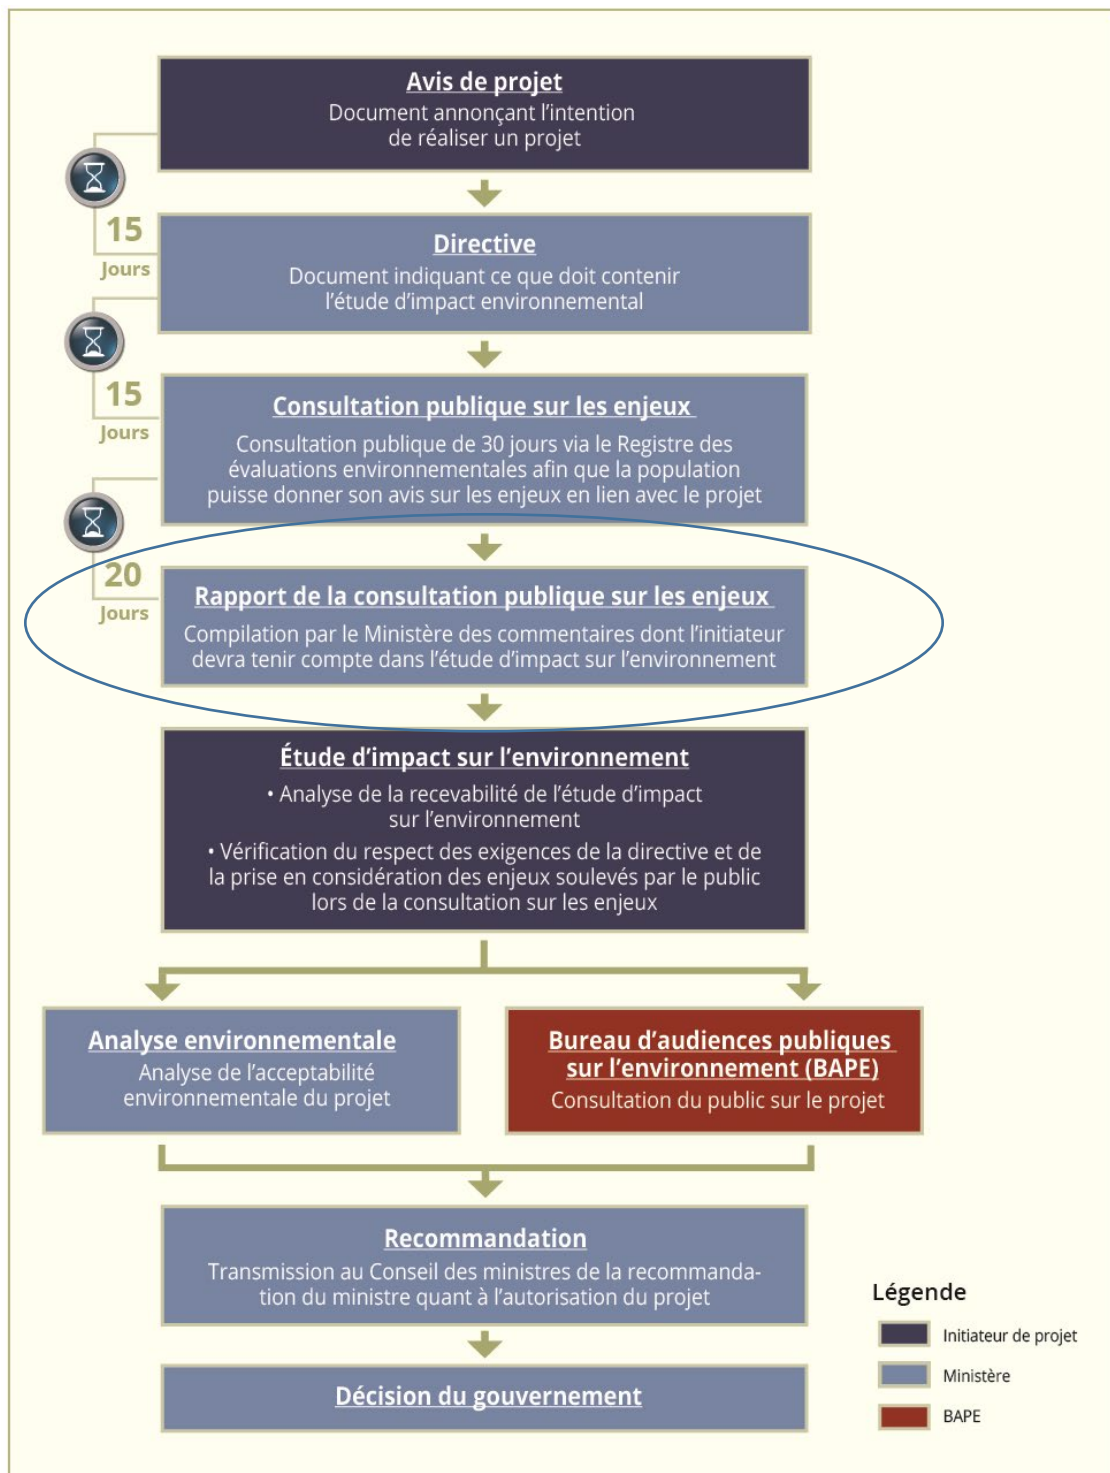 Avis de projet
Document annonçant l'intention
de réaliser un projet
15
Jours
Directive
Document indiquant ce que doit contenir
l'étude d'impact environnemental
15
Jours
Consultation publique sur les enjeux
Consultation publique de 30 jours via le Registre des
évaluations environnementales afin que la population
puisse donner son avis sur les enjeux en lien avec le projet
20
Jours
Rapport de la consultation publique sur les enjeux
Compilation par le Ministère des commentaires dont l'initiateur
devra tenir compte dans l'étude d'impact sur l'environnement
Étude d'impact sur l'environnement
• Analyse de la recevabilité de l'étude d'impact
sur l'environnement
• Vérification du respect des exigences de la directive et de
la prise en considération des enjeux soulevés par le public
lors de la consultation sur les enjeux
Analyse environnementale
Analyse de l'acceptabilité
environnementale du projet
Bureau d'audiences publiques
sur l'environnement (BAPE)
Consultation du public sur le projet
Recommandation
Transmission au Conseil des ministres de la recommanda-
tion du ministre quant à l'autorisation du projet
Décision du gouvernement
Légende
Initiateur de projet
Ministère
BAPE